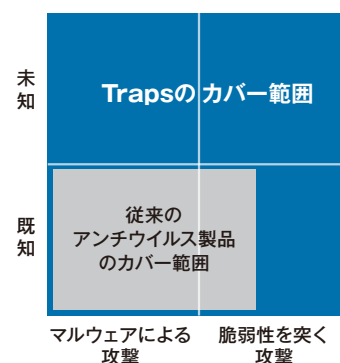 未
知
Trapsのカバー範囲
既
知
従来の
アンチウイルス製品
のカバー範囲
マルウェアによる
攻撃
脆弱性を突く
攻撃